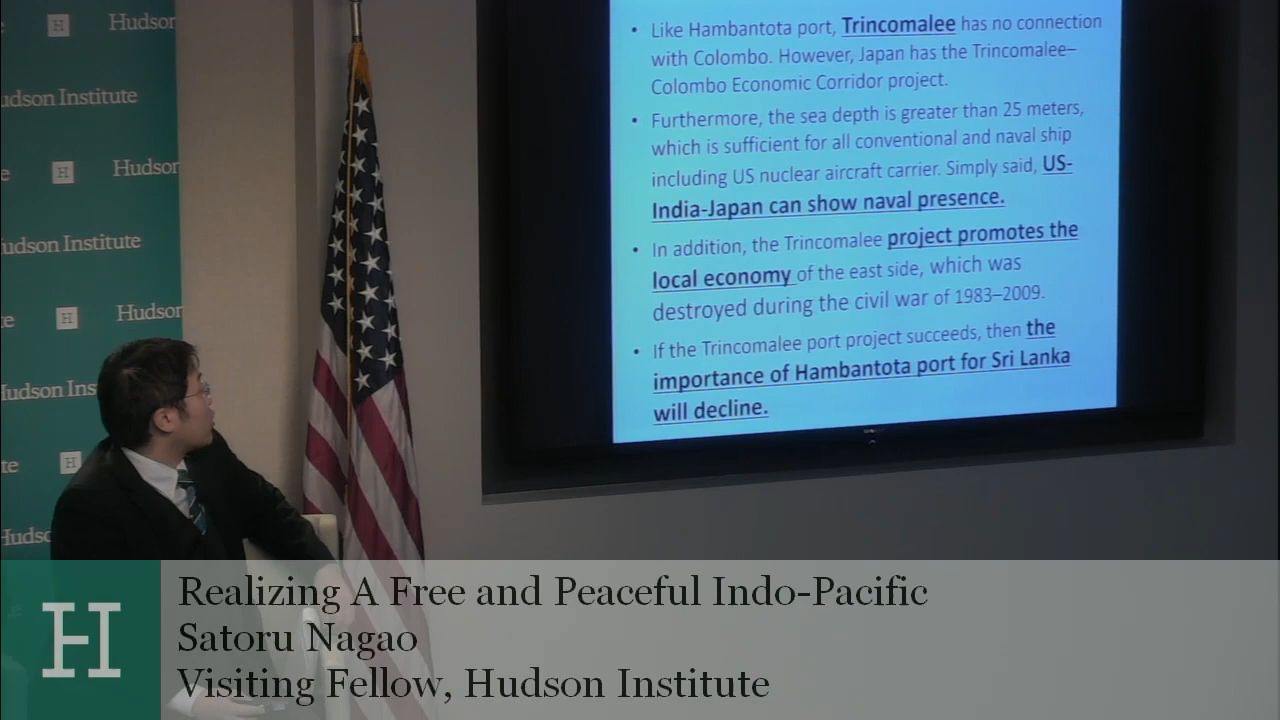 Hudson
H
Hudson Institute
Hudson
H
Hudson Institute
Hudson
H
Hudson Ins
H
• Like Hambantota port, Trincomalee has no connection
with Colombo. However, Japan has the Trincomalee–
Colombo Economic Corridor project.
• Furthermore, the sea depth is greater than 25 meters,
which is sufficient for all conventional and naval ship
including US nuclear aircraft carrier. Simply said, US-
India-Japan can show naval presence.
• In addition, the Trincomalee project promotes the
local economy of the east side, which was
destroyed during the civil war of 1983–2009.
• If the Trincomalee port project succeeds, then the
importance of Hambantota port for Sri Lanka
will decline.
H
Realizing A Free and Peaceful Indo-Pacific
Satoru Nagao
Visiting Fellow, Hudson Institute